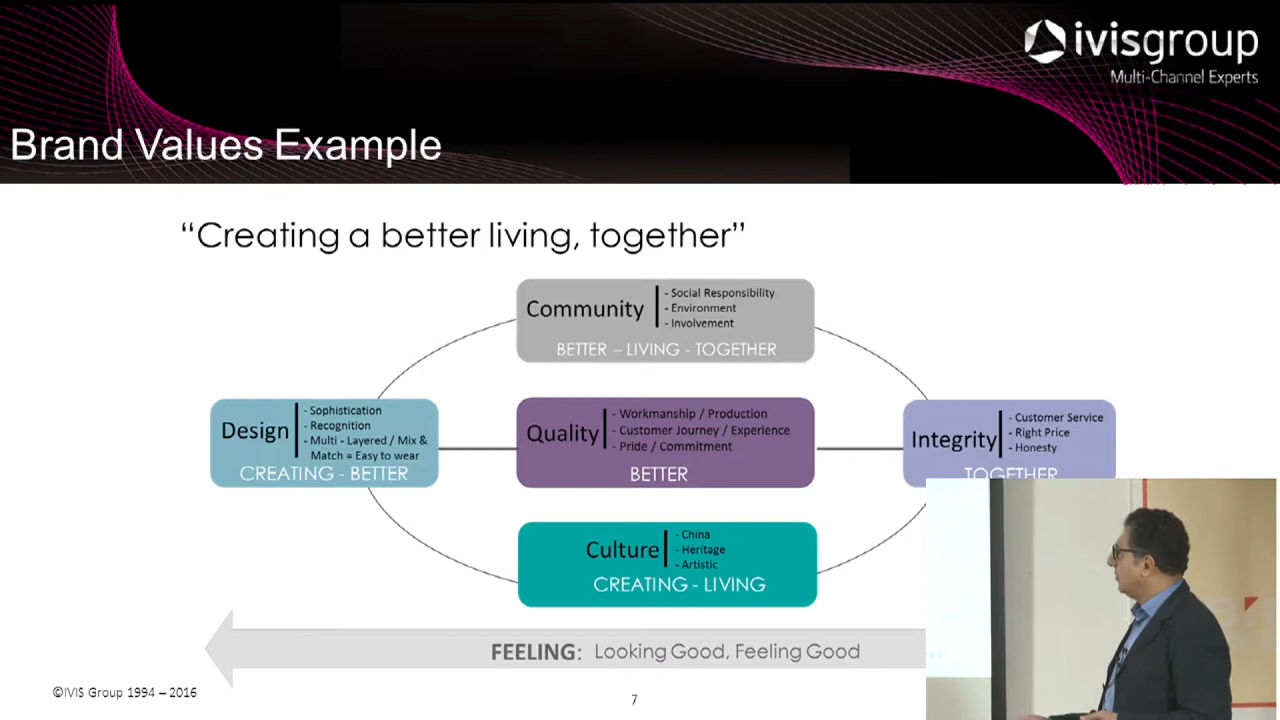 ivisgroup
Multi-Channel Experts
Brand Values Example
“Creating a better living, together”
Community
- Social Responsibility
- Environment
- Involvement
BETTER – LIVING - TOGETHER
Design
- Sophistication
- Recognition
- Multi - Layered / Mix &
Match = Easy to wear
CREATING - BETTER
Quality
- Workmanship / Production
- Customer Journey / Experience
- Pride / Commitment
BETTER
Integrity
- Customer Service
- Right Price
- Honesty
TOGETHER
Culture
- China
- Heritage
- Artistic
CREATING - LIVING
FEELING: Looking Good, Feeling Good
©IVIS Group 1994 – 2016
7